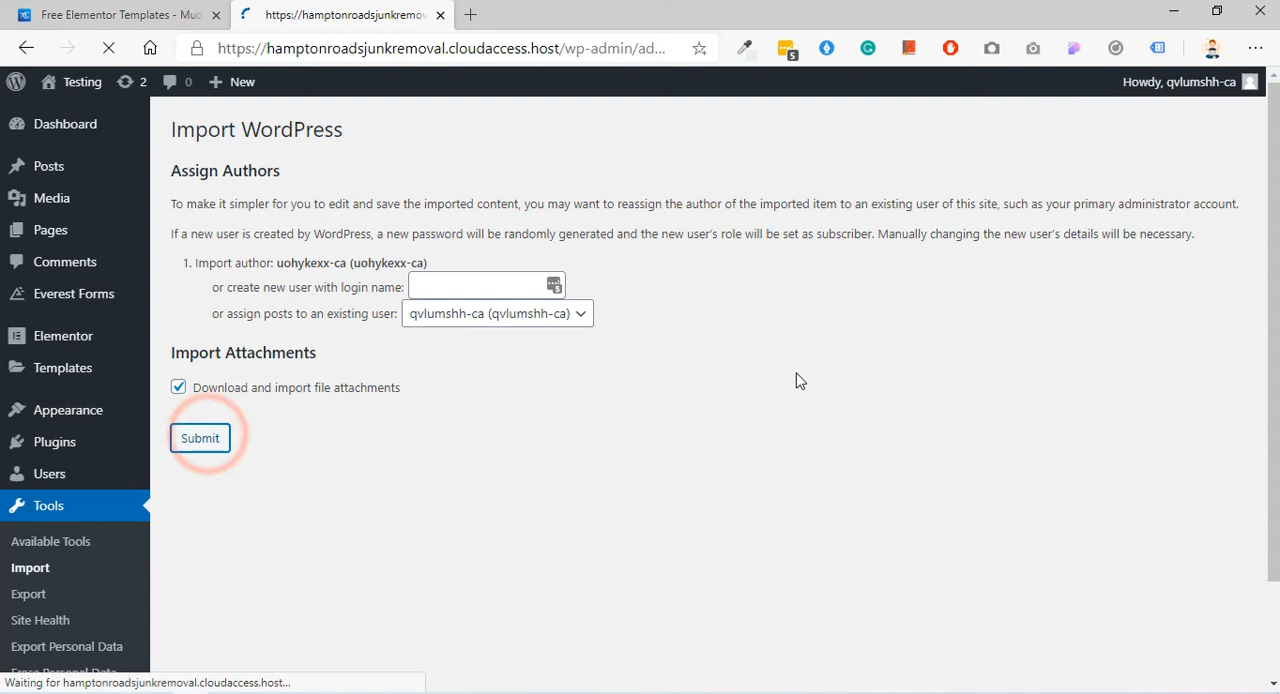 Free Elementor Templates - Mud
https://hamptonroadsjunkremoval
https://hamptonroadsjunkremoval.cloudaccess.host/wp-admin/ad...
5
Testing 2 0 New
Howdy, qvlumshh-ca
Dashboard
Posts
Media
Pages
Comments
Everest Forms
Elementor
Templates
Appearance
Plugins
Users
Tools
Available Tools
Import
Export
Site Health
Export Personal Data
Erase Personal Data
Import WordPress
Assign Authors
To make it simpler for you to edit and save the imported content, you may want to reassign the author of the imported item to an existing user of this site, such as your primary administrator account.
If a new user is created by WordPress, a new password will be randomly generated and the new user's role will be set as subscriber. Manually changing the new user's details will be necessary.
1. Import author: uohykexx-ca (uohykexx-ca)
or create new user with login name:
5
or assign posts to an existing user: qvlumshh-ca (qvlumshh-ca)
Import Attachments
Download and import file attachments
Submit
Waiting for hamptonroadsjunkremoval.cloudaccess.host...